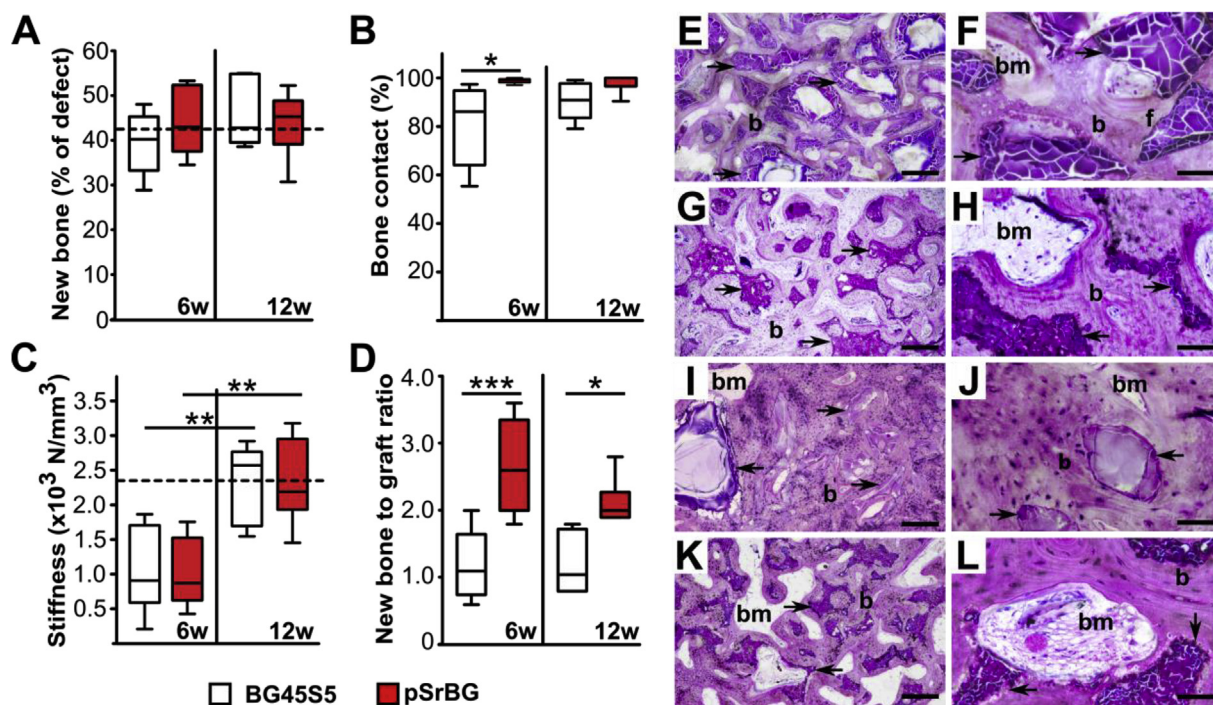 A
New bone (% of defect)
60
50
40
30
20
10
0
6w
12w
B
Bone contact (%)
100
80
60
40
20
*
6w
12w
C
Stiffness (x10³ N/mm³)
3.5
3.0
2.5
2.0
1.5
1.0
0.5
0
**
**
6w
12w
D
New bone to graft ratio
4.0
3.0
2.0
1.0
0
***
*
6w
12w
BG45S5 pSrBG
E
b
F
bm
b
f
G
b
H
bm
b
I
bm
b
J
bm
b
K
bm
b
L
b
bm